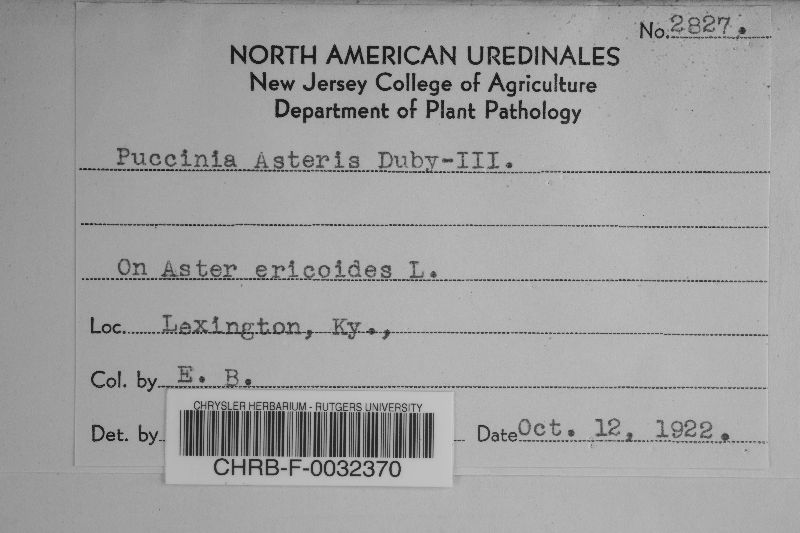 No. 2827.
NORTH AMERICAN UREDINALES
New Jersey College of Agriculture
Department of Plant Pathology
Puccinia Asteris Duby-III.
On Aster ericoides L.
Loc. Lexington, Ky.,
Col. by E. B.
Det. by Date Oct. 12, 1922.
CHRYSLER HERBARIUM - RUTGERS UNIVERSITY
CHRB-F-0032370